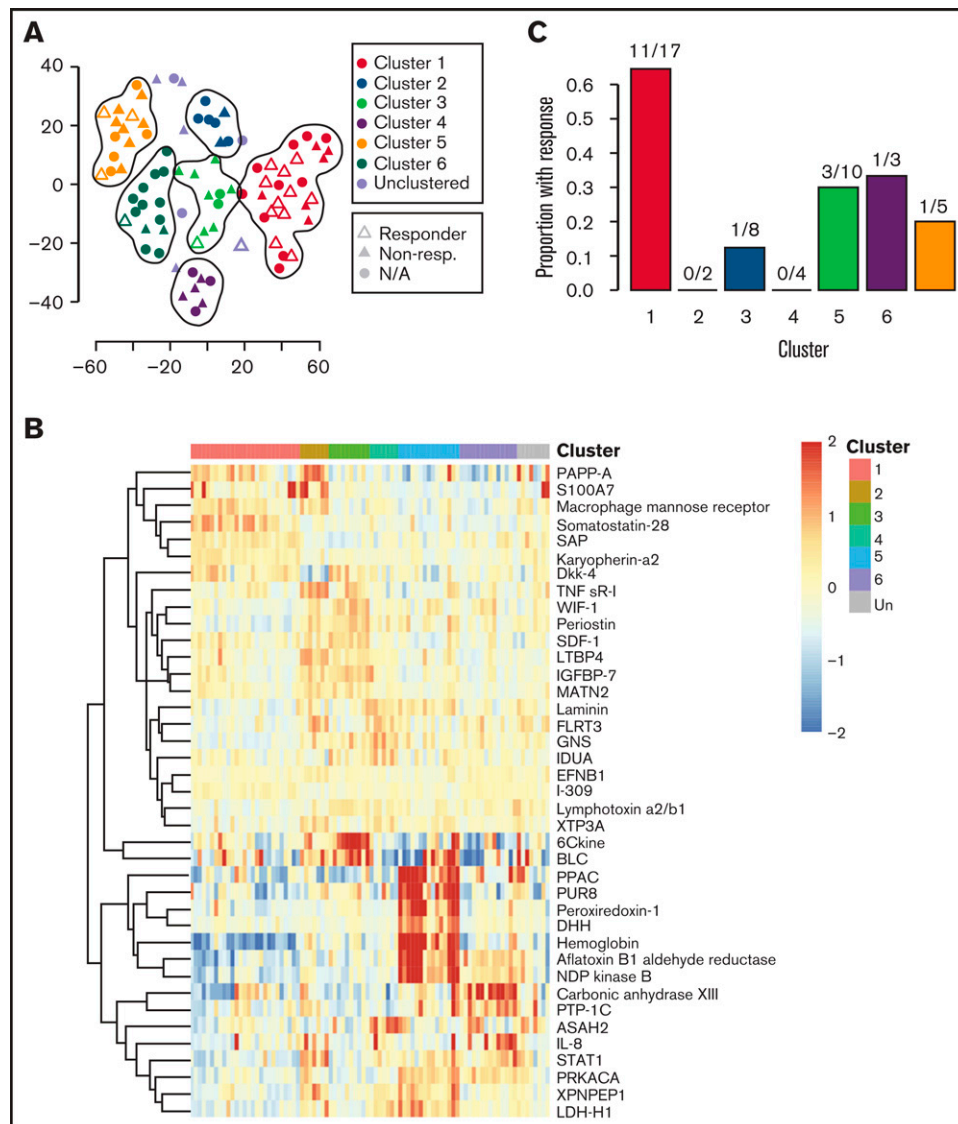 A
40
20
0
−20
−40
−60
−20
20
60
Cluster 1
Cluster 2
Cluster 3
Cluster 4
Cluster 5
Cluster 6
Unclustered
Responder
Non-resp.
N/A
C
Proportion with response
0.6
0.5
0.4
0.3
0.2
0.1
0.0
11/17
0/2
1/8
0/4
3/10
1/3
1/5
1 2 3 4 5 6
Cluster
B
Cluster
PAPP-A
S100A7
Macrophage mannose receptor
Somatostatin-28
SAP
Karyopherin-a2
Dkk-4
TNF sR-I
WIF-1
Periostin
SDF-1
LTBP4
IGFBP-7
MATN2
Laminin
FLRT3
GNS
IDUA
EFNB1
I-309
Lymphotoxin a2/b1
XTP3A
6Ckine
BLC
PPAC
PUR8
Peroxiredoxin-1
DHH
Hemoglobin
Aflatoxin B1 aldehyde reductase
NDP kinase B
Carbonic anhydrase XIII
PTP-1C
ASAH2
IL-8
STAT1
PRKACA
XPNPEP1
LDH-H1
2
1
0
−1
−2
Cluster
1
2
3
4
5
6
Un